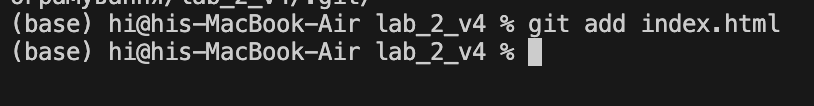 (base) hi@his-MacBook-Air lab_2_v4 % git add index.html
(base) hi@his-MacBook-Air lab_2_v4 %